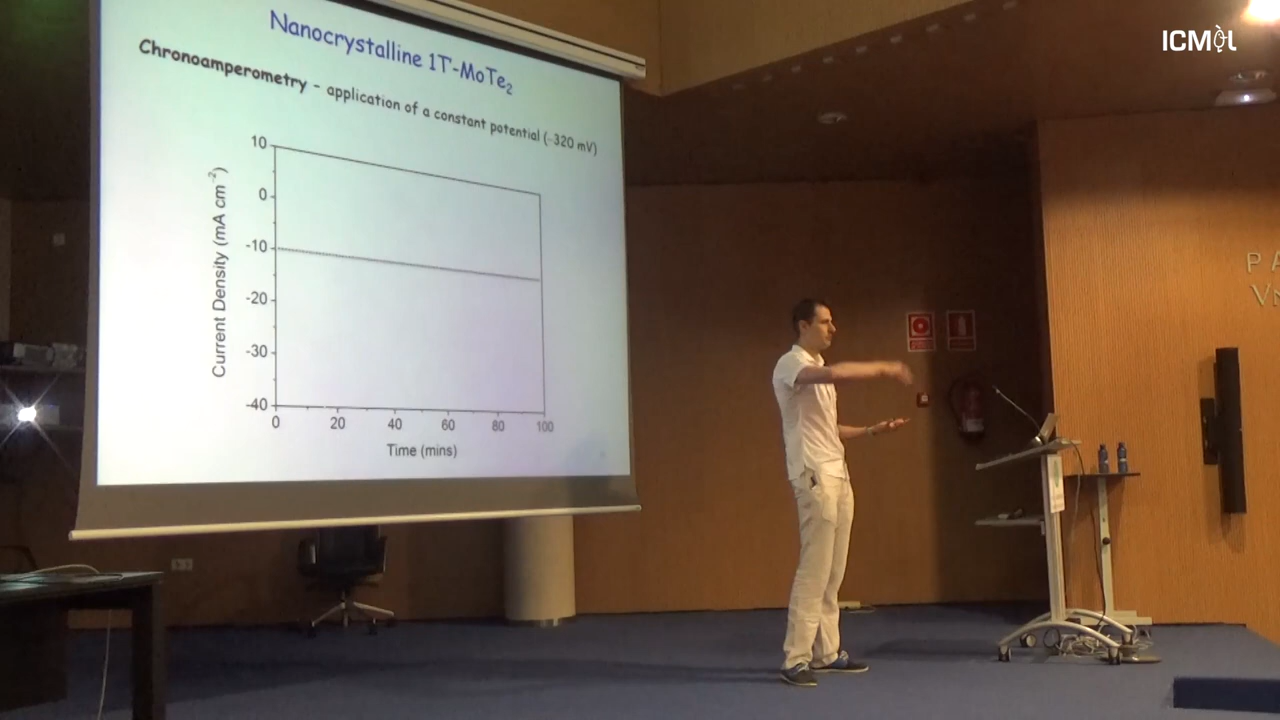 ICMOL
Nanocrystalline 1T'-MoTe2
Chronoamperometry - application of a constant potential (-320 mV)
Current Density (mA cm-2)
10
0
-10
-20
-30
-40
0 20 40 60 80 100
Time (mins)